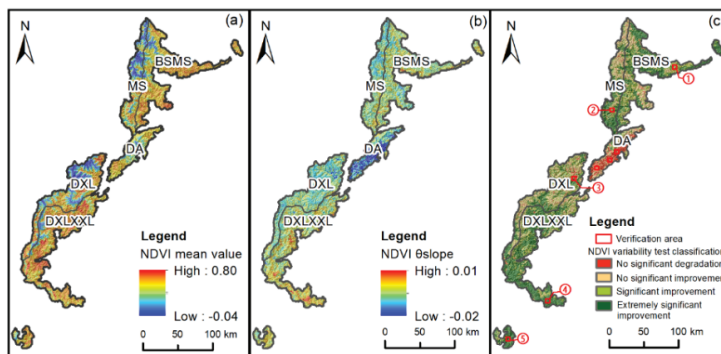 (a)
N
BSMS
MS
DA
DXL
DXLXXL
Legend
NDVI mean value
High : 0.80
Low : -0.04
0 50 100 km
(b)
N
BSMS
MS
DA
DXL
DXLXXL
Legend
NDVI θslope
High : 0.01
Low : -0.02
0 50 100 km
(c)
N
BSMS
①
MS
②
DA
DXL
③
DXLXXL
④
⑤
Legend
Verification area
NDVI variability test classification
No significant degradation
No significant improvement
Significant improvement
Extremely significant
improvement
0 50 100 km